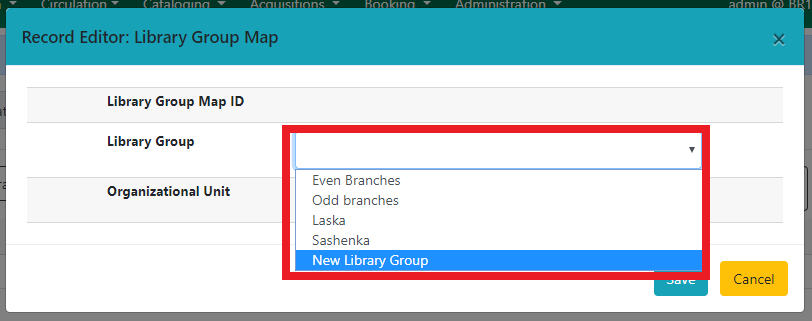 Circulation Cataloging Acquisitions Booking Administration admin @ BR1
Record Editor: Library Group Map ×
Library Group Map ID
Library Group
Even Branches
Odd branches
Organizational Unit
Laska
Sashenka
New Library Group
Save Cancel